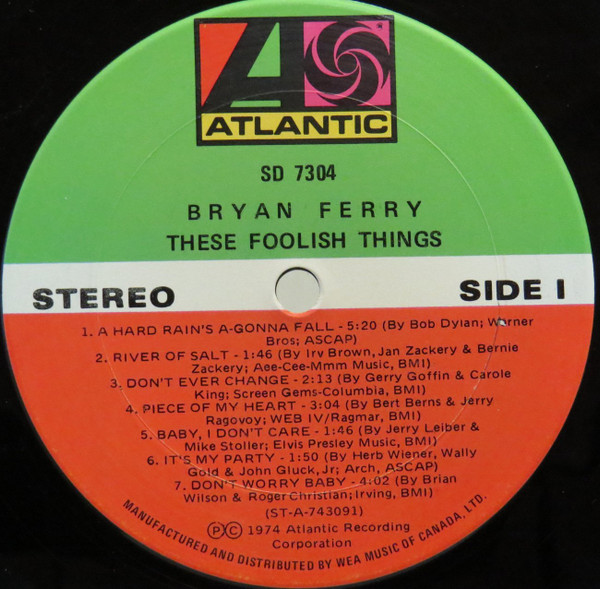 ATLANTIC
SD 7304
BRYAN FERRY
THESE FOOLISH THINGS
STEREO
SIDE I
1. A HARD RAIN'S A-GONNA FALL - 5:20 (By Bob Dylan; Warner
Bros; ASCAP)
2. RIVER OF SALT - 1:46 (By Irv Brown, Jan Zackery & Bernie
Zackery; Aee-Cee-Mmm Music, BMI)
3. DON'T EVER CHANGE - 2:13 (By Gerry Goffin & Carole
King; Screen Gems-Columbia, BMI)
4. PIECE OF MY HEART - 3:04 (By Bert Berns & Jerry
Ragovoy; WEB IV/Ragmar, BMI)
5. BABY, I DON'T CARE - 1:46 (By Jerry Leiber &
Mike Stoller; Elvis Presley Music, BMI)
6. IT'S MY PARTY - 1:50 (By Herb Wiener, Wally
Gold & John Gluck, Jr; Arch, ASCAP)
7. DON'T WORRY BABY - 4:02 (By Brian
Wilson & Roger Christian; Irving, BMI)
(ST-A-743091)
Ⓟ Ⓒ 1974 Atlantic Recording
Corporation
MANUFACTURED AND DISTRIBUTED BY WEA MUSIC OF CANADA, LTD.